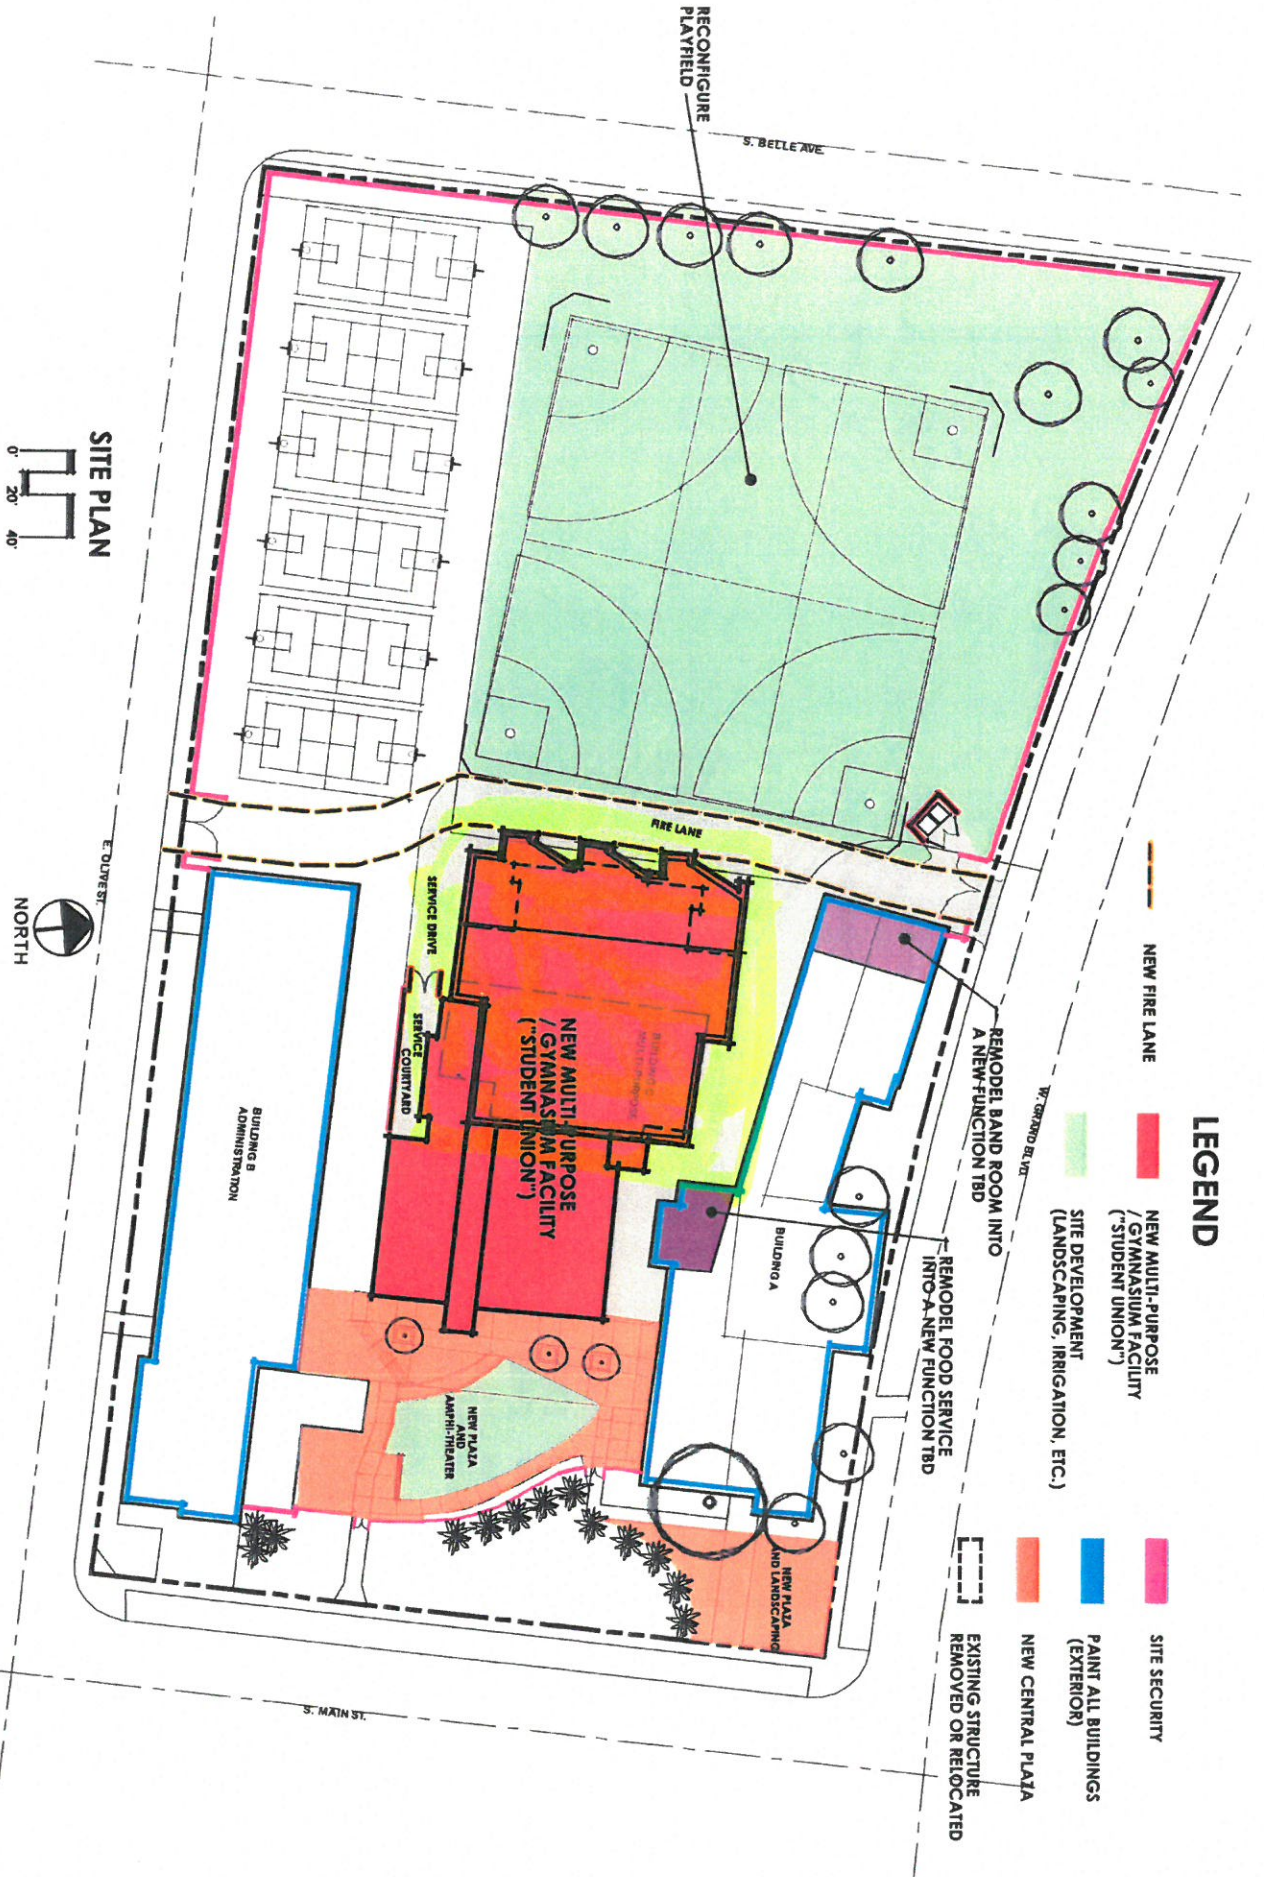 LEGEND
NEW FIRE LANE
NEW MULTI-PURPOSE
/ GYMNASIUM FACILITY
("STUDENT UNION")
SITE DEVELOPMENT
(LANDSCAPING, IRRIGATION, ETC.)
SITE SECURITY
PAINT ALL BUILDINGS
(EXTERIOR)
NEW CENTRAL PLAZA
EXISTING STRUCTURE
REMOVED OR RELOCATED
RECONFIGURE
PLAYFIELD
S. BELLE AVE.
W. GRAND BLVD.
REMODEL BAND ROOM INTO
A NEW FUNCTION TBD
REMODEL FOOD SERVICE
INTO A NEW FUNCTION TBD
BUILDING A
FIRE LANE
SERVICE DRIVE
SERVICE
COURTYARD
NEW MULTI-PURPOSE
/ GYMNASIUM FACILITY
("STUDENT UNION")
BUILDING B
ADMINISTRATION
NEW PLAZA
AND
AMPHI-THEATER
NEW PLAZA
AND LANDSCAPING
E. OLIVE ST.
S. MAIN ST.
SITE PLAN
0' 20' 40'
NORTH